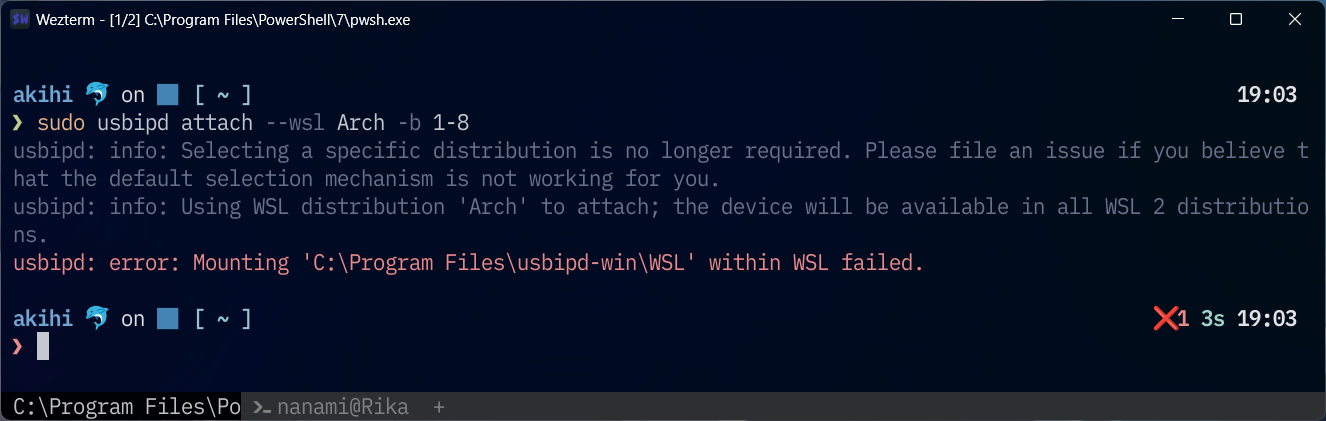 $W Wezterm - [1/2] C:\Program Files\PowerShell\7\pwsh.exe
akihi 🐬 on [ ~ ] 19:03
❯ sudo usbipd attach --wsl Arch -b 1-8
usbipd: info: Selecting a specific distribution is no longer required. Please file an issue if you believe t
hat the default selection mechanism is not working for you.
usbipd: info: Using WSL distribution 'Arch' to attach; the device will be available in all WSL 2 distributio
ns.
usbipd: error: Mounting 'C:\Program Files\usbipd-win\WSL' within WSL failed.
akihi 🐬 on [ ~ ] ❌1 3s 19:03
❯
C:\Program Files\Po nanami@Rika +